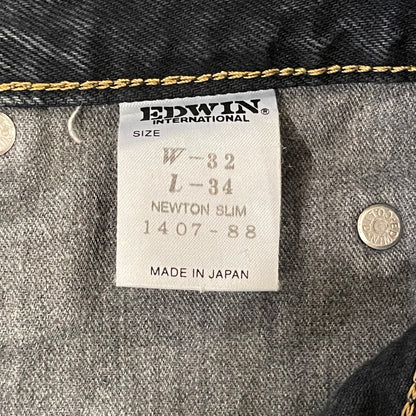 EDWIN®
INTERNATIONAL
SIZE
W-32
L-34
NEWTON SLIM
1407-88
MADE IN JAPAN